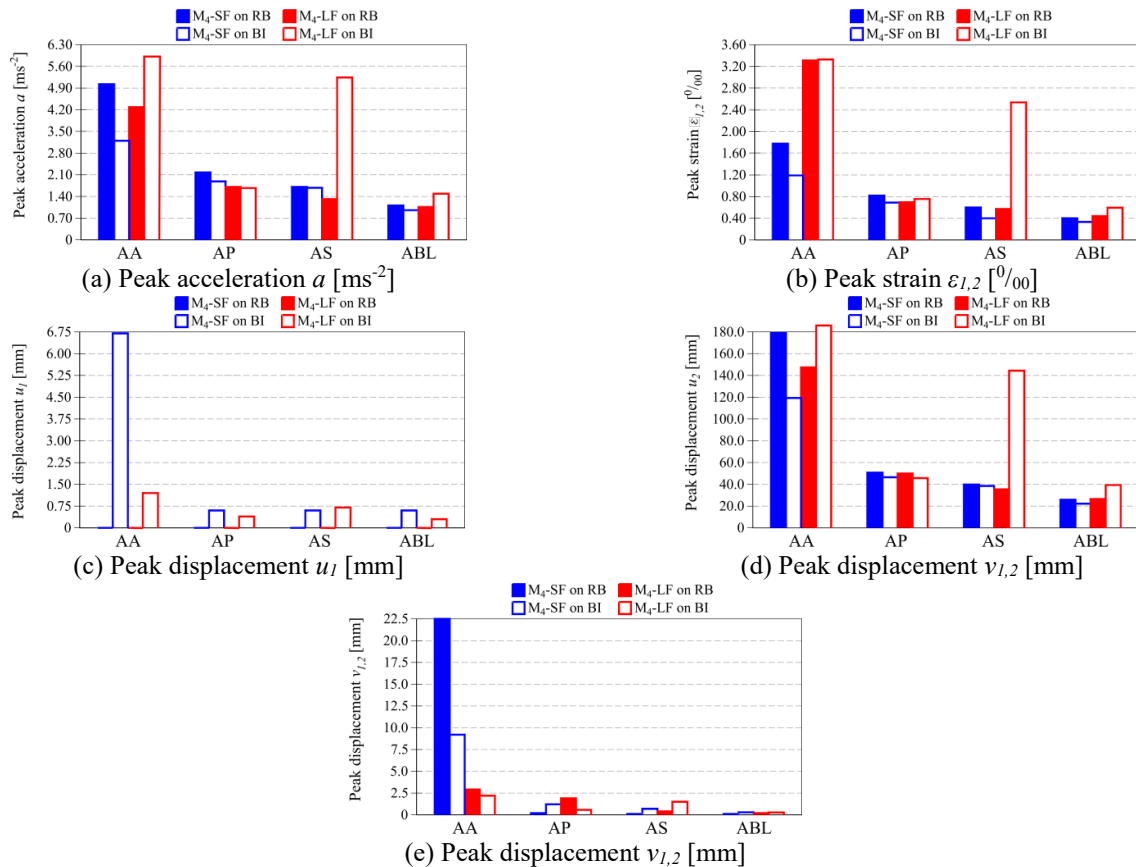 M4-SF on RB M4-LF on RB
M4-SF on BI M4-LF on BI
Peak acceleration a [ms-2]
6.30
5.60
4.90
4.20
3.50
2.80
2.10
1.40
0.70
0
AA AP AS ABL
(a) Peak acceleration a [ms-2]
M4-SF on RB M4-LF on RB
M4-SF on BI M4-LF on BI
Peak strain ε1,2 [0/00]
3.60
3.20
2.80
2.40
2.00
1.60
1.20
0.80
0.40
0
AA AP AS ABL
(b) Peak strain ε1,2 [0/00]
M4-SF on RB M4-LF on RB
M4-SF on BI M4-LF on BI
Peak displacement u1 [mm]
6.75
6.00
5.25
4.50
3.75
3.00
2.25
1.50
0.75
0
AA AP AS ABL
(c) Peak displacement u1 [mm]
M4-SF on RB M4-LF on RB
M4-SF on BI M4-LF on BI
Peak displacement u2 [mm]
180.0
160.0
140.0
120.0
100.0
80.0
60.0
40.0
20.0
0
AA AP AS ABL
(d) Peak displacement v1,2 [mm]
M4-SF on RB M4-LF on RB
M4-SF on BI M4-LF on BI
Peak displacement v1,2 [mm]
22.5
20.0
17.5
15.0
12.5
10.0
7.5
5.0
2.5
0
AA AP AS ABL
(e) Peak displacement v1,2 [mm]